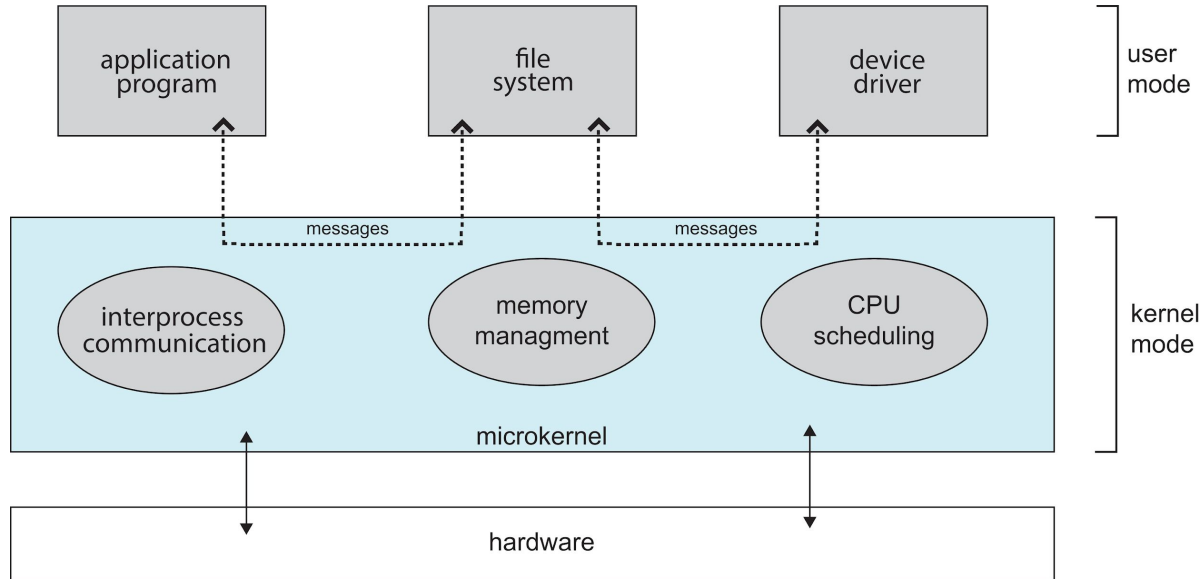 application
program
file
system
device
driver
user
mode
messages
messages
interprocess
communication
memory
managment
CPU
scheduling
kernel
mode
microkernel
hardware